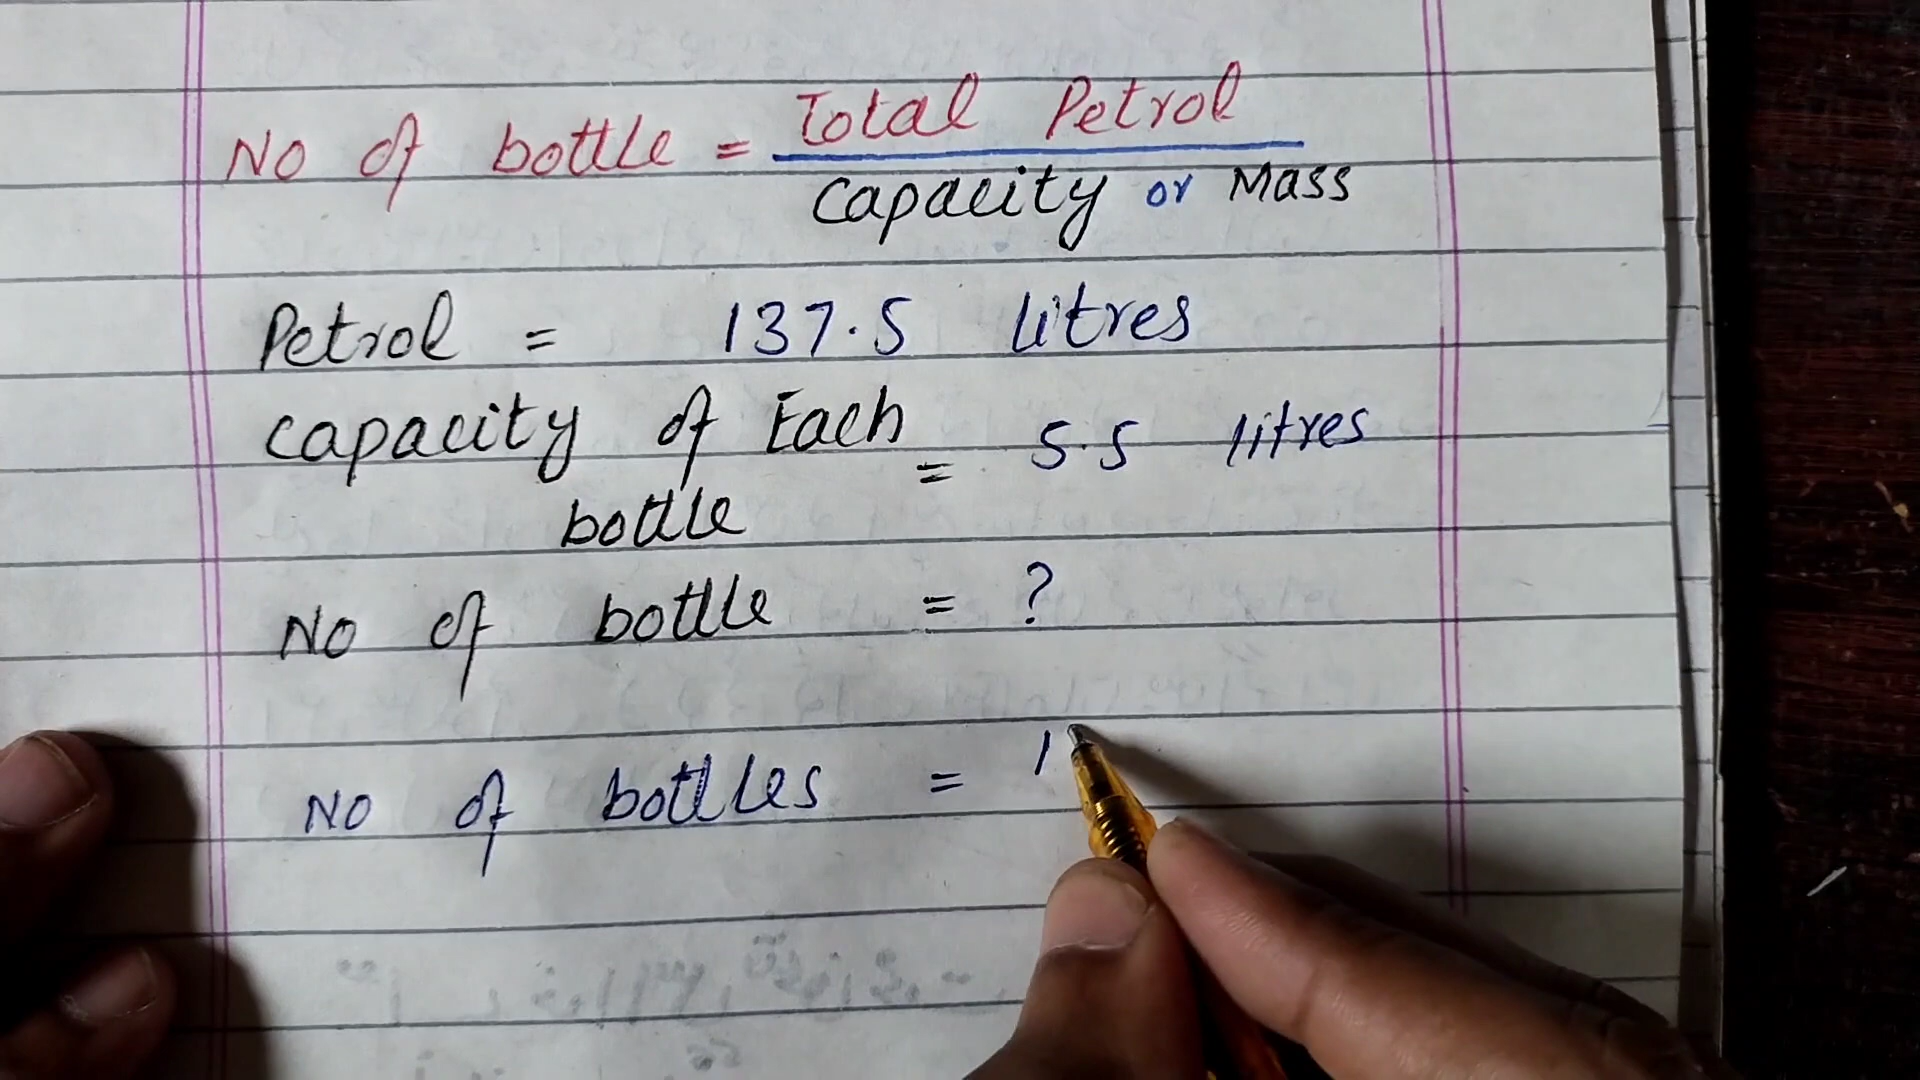 No of bottle = Total Petrol
Capacity or Mass
Petrol = 137.5 litres
Capacity of Each = 5.5 litres
bottle
No of bottle = ?
No of bottles = 1